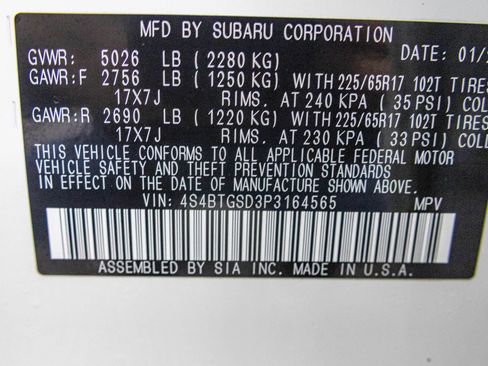 MFD BY SUBARU CORPORATION
GVWR: 5026 LB (2280 KG) DATE: 01/
GAWR:F 2756 LB (1250 KG) WITH 225/65R17 102T TIRES
17X7J RIMS. AT 240 KPA (35 PSI) COL
GAWR:R 2690 LB (1220 KG) WITH 225/65R17 102T TIRES
17X7J RIMS. AT 230 KPA (33 PSI) COL
THIS VEHICLE CONFORMS TO ALL APPLICABLE FEDERAL MOTOR
VEHICLE SAFETY, BUMPER AND THEFT PREVENTION STANDARDS
IN EFFECT ON THE DATE OF MANUFACTURE SHOWN ABOVE.
VIN: 4S4BTGSD3P3164565 MPV
ASSEMBLED BY SIA INC. MADE IN U.S.A.